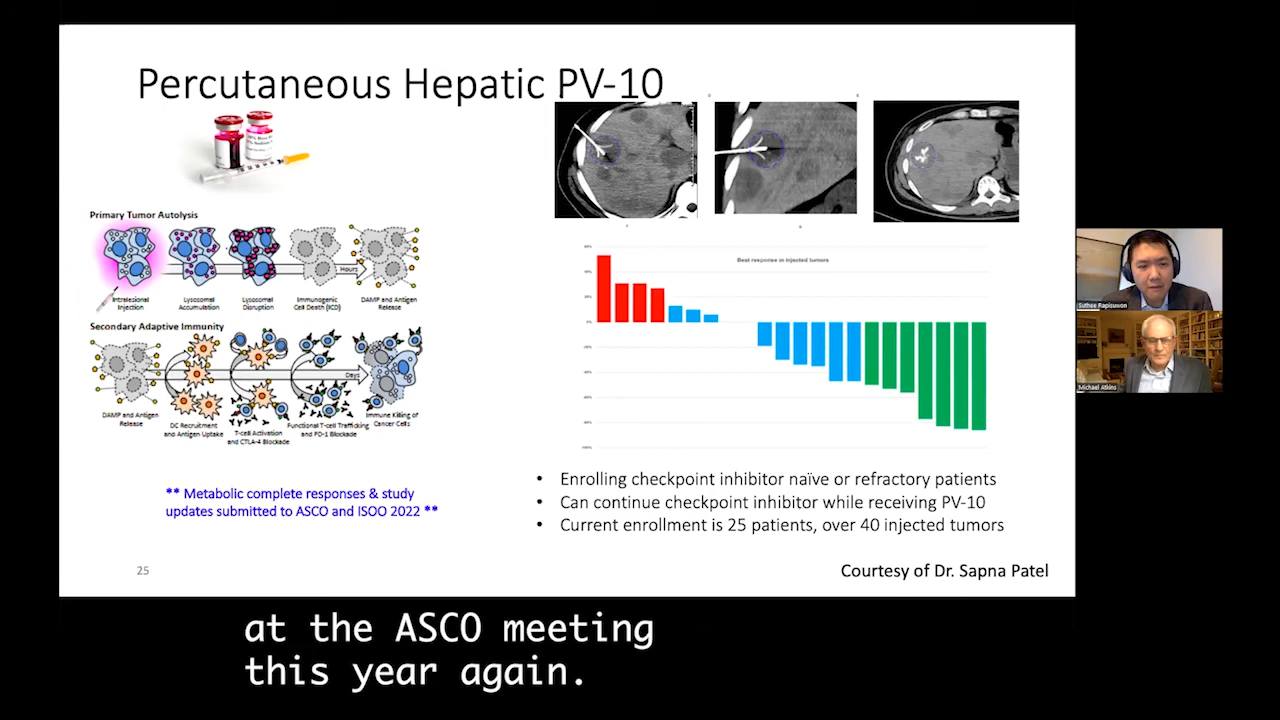 Percutaneous Hepatic PV-10
Primary Tumor Autolysis
Hours
Intralesional
Injection
Lysosomal
Accumulation
Lysosomal
Disruption
Immunogenic
Cell Death (ICD)
DAMP and Antigen
Release
Secondary Adaptive Immunity
Days
DAMP and Antigen
Release
DC Recruitment
and Antigen Uptake
T-cell Activation
and CTLA-4 Blockade
Functional T-cell Trafficking
and PD-1 Blockade
Immune Killing of
Cancer Cells
** Metabolic complete responses & study
updates submitted to ASCO and ISOO 2022 **
Best response in injected tumors
• Enrolling checkpoint inhibitor naïve or refractory patients
• Can continue checkpoint inhibitor while receiving PV-10
• Current enrollment is 25 patients, over 40 injected tumors
25
Courtesy of Dr. Sapna Patel
Suthee Rapisuwon
Michael Atkins
at the ASCO meeting
this year again.